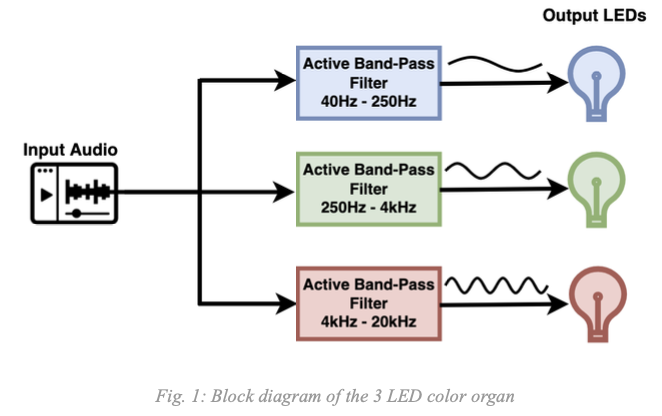 Output LEDs
Active Band-Pass
Filter
40Hz - 250Hz
Input Audio
Active Band-Pass
Filter
250Hz - 4kHz
Active Band-Pass
Filter
4kHz - 20kHz
Fig. 1: Block diagram of the 3 LED color organ